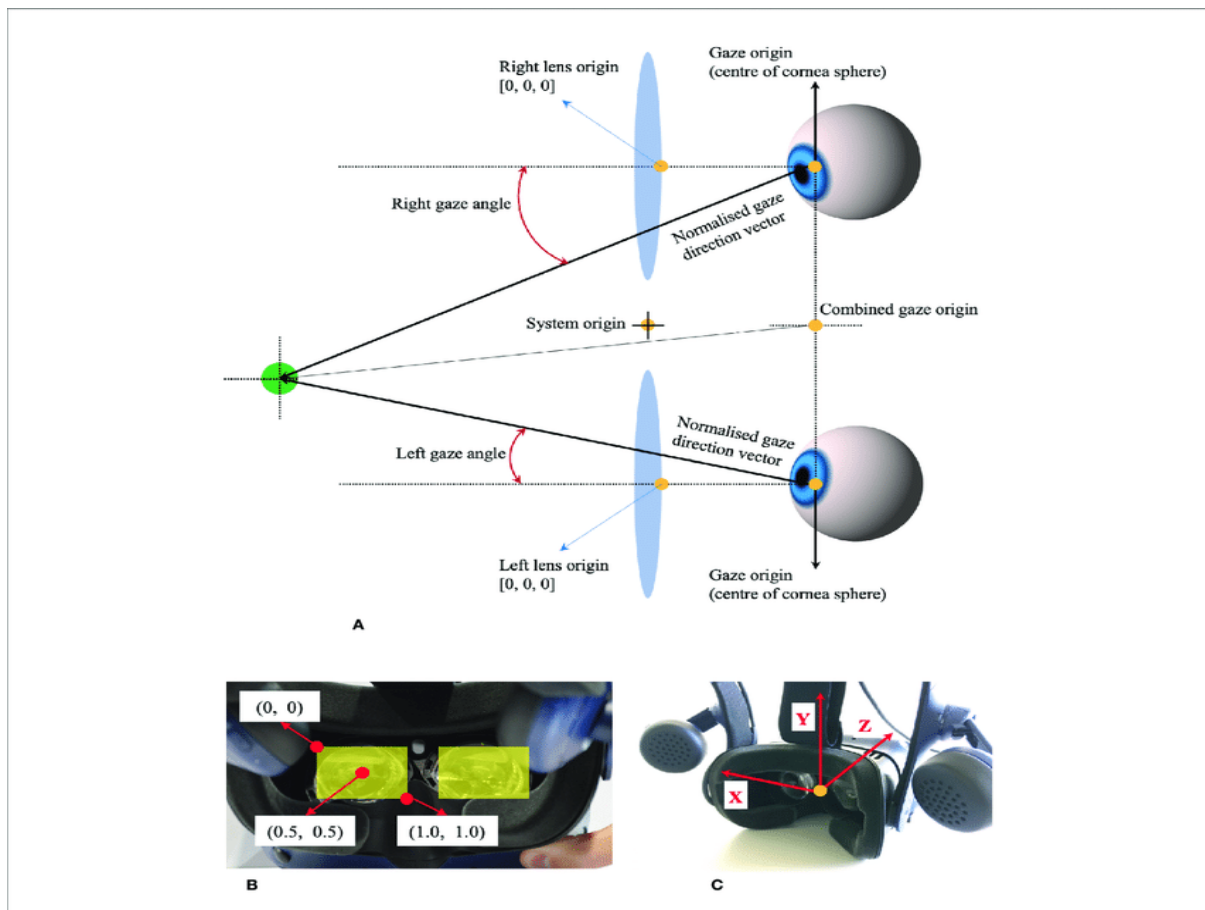 Right lens origin
[0, 0, 0]
Gaze origin
(centre of cornea sphere)
Right gaze angle
Normalised gaze
direction vector
System origin
Combined gaze origin
Left gaze angle
Normalised gaze
direction vector
Left lens origin
[0, 0, 0]
Gaze origin
(centre of cornea sphere)
A
(0, 0)
(0.5, 0.5)
(1.0, 1.0)
B
Y
Z
X
C